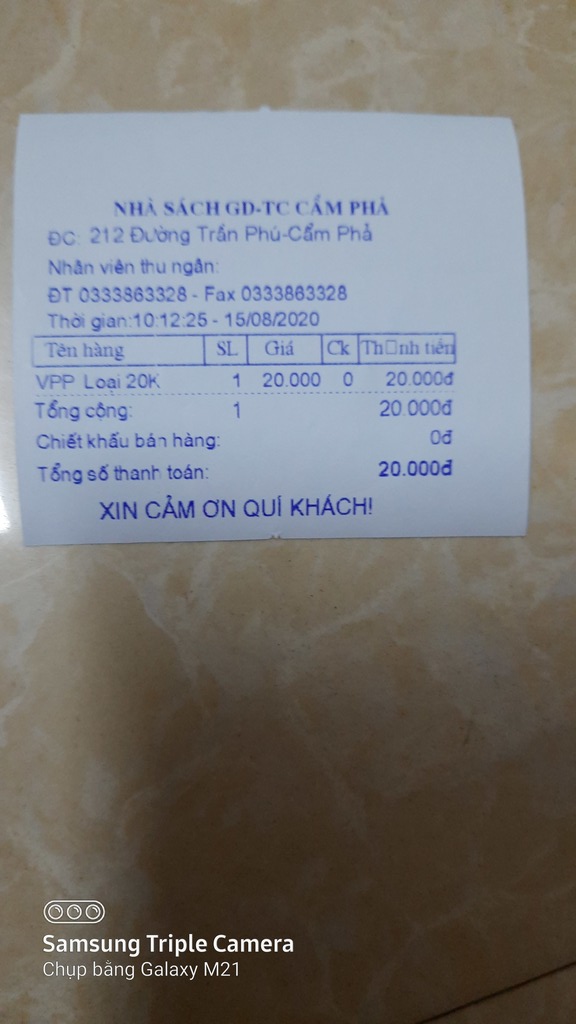 NHÀ SÁCH GD-TC CẨM PHẢ
ĐC: 212 Đường Trần Phú-Cẩm Phả
Nhân viên thu ngân:
ĐT 0333863328 - Fax 0333863328
Thời gian:10:12:25 - 15/08/2020
Tên hàng SL Giá Ck Th□nh tiền
VPP Loại 20K 1 20.000 0 20.000đ
Tổng cộng: 1 20.000đ
Chiết khấu bán hàng: 0đ
Tổng số thanh toán: 20.000đ
XIN CẢM ƠN QUÍ KHÁCH!
Samsung Triple Camera
Chụp bằng Galaxy M21